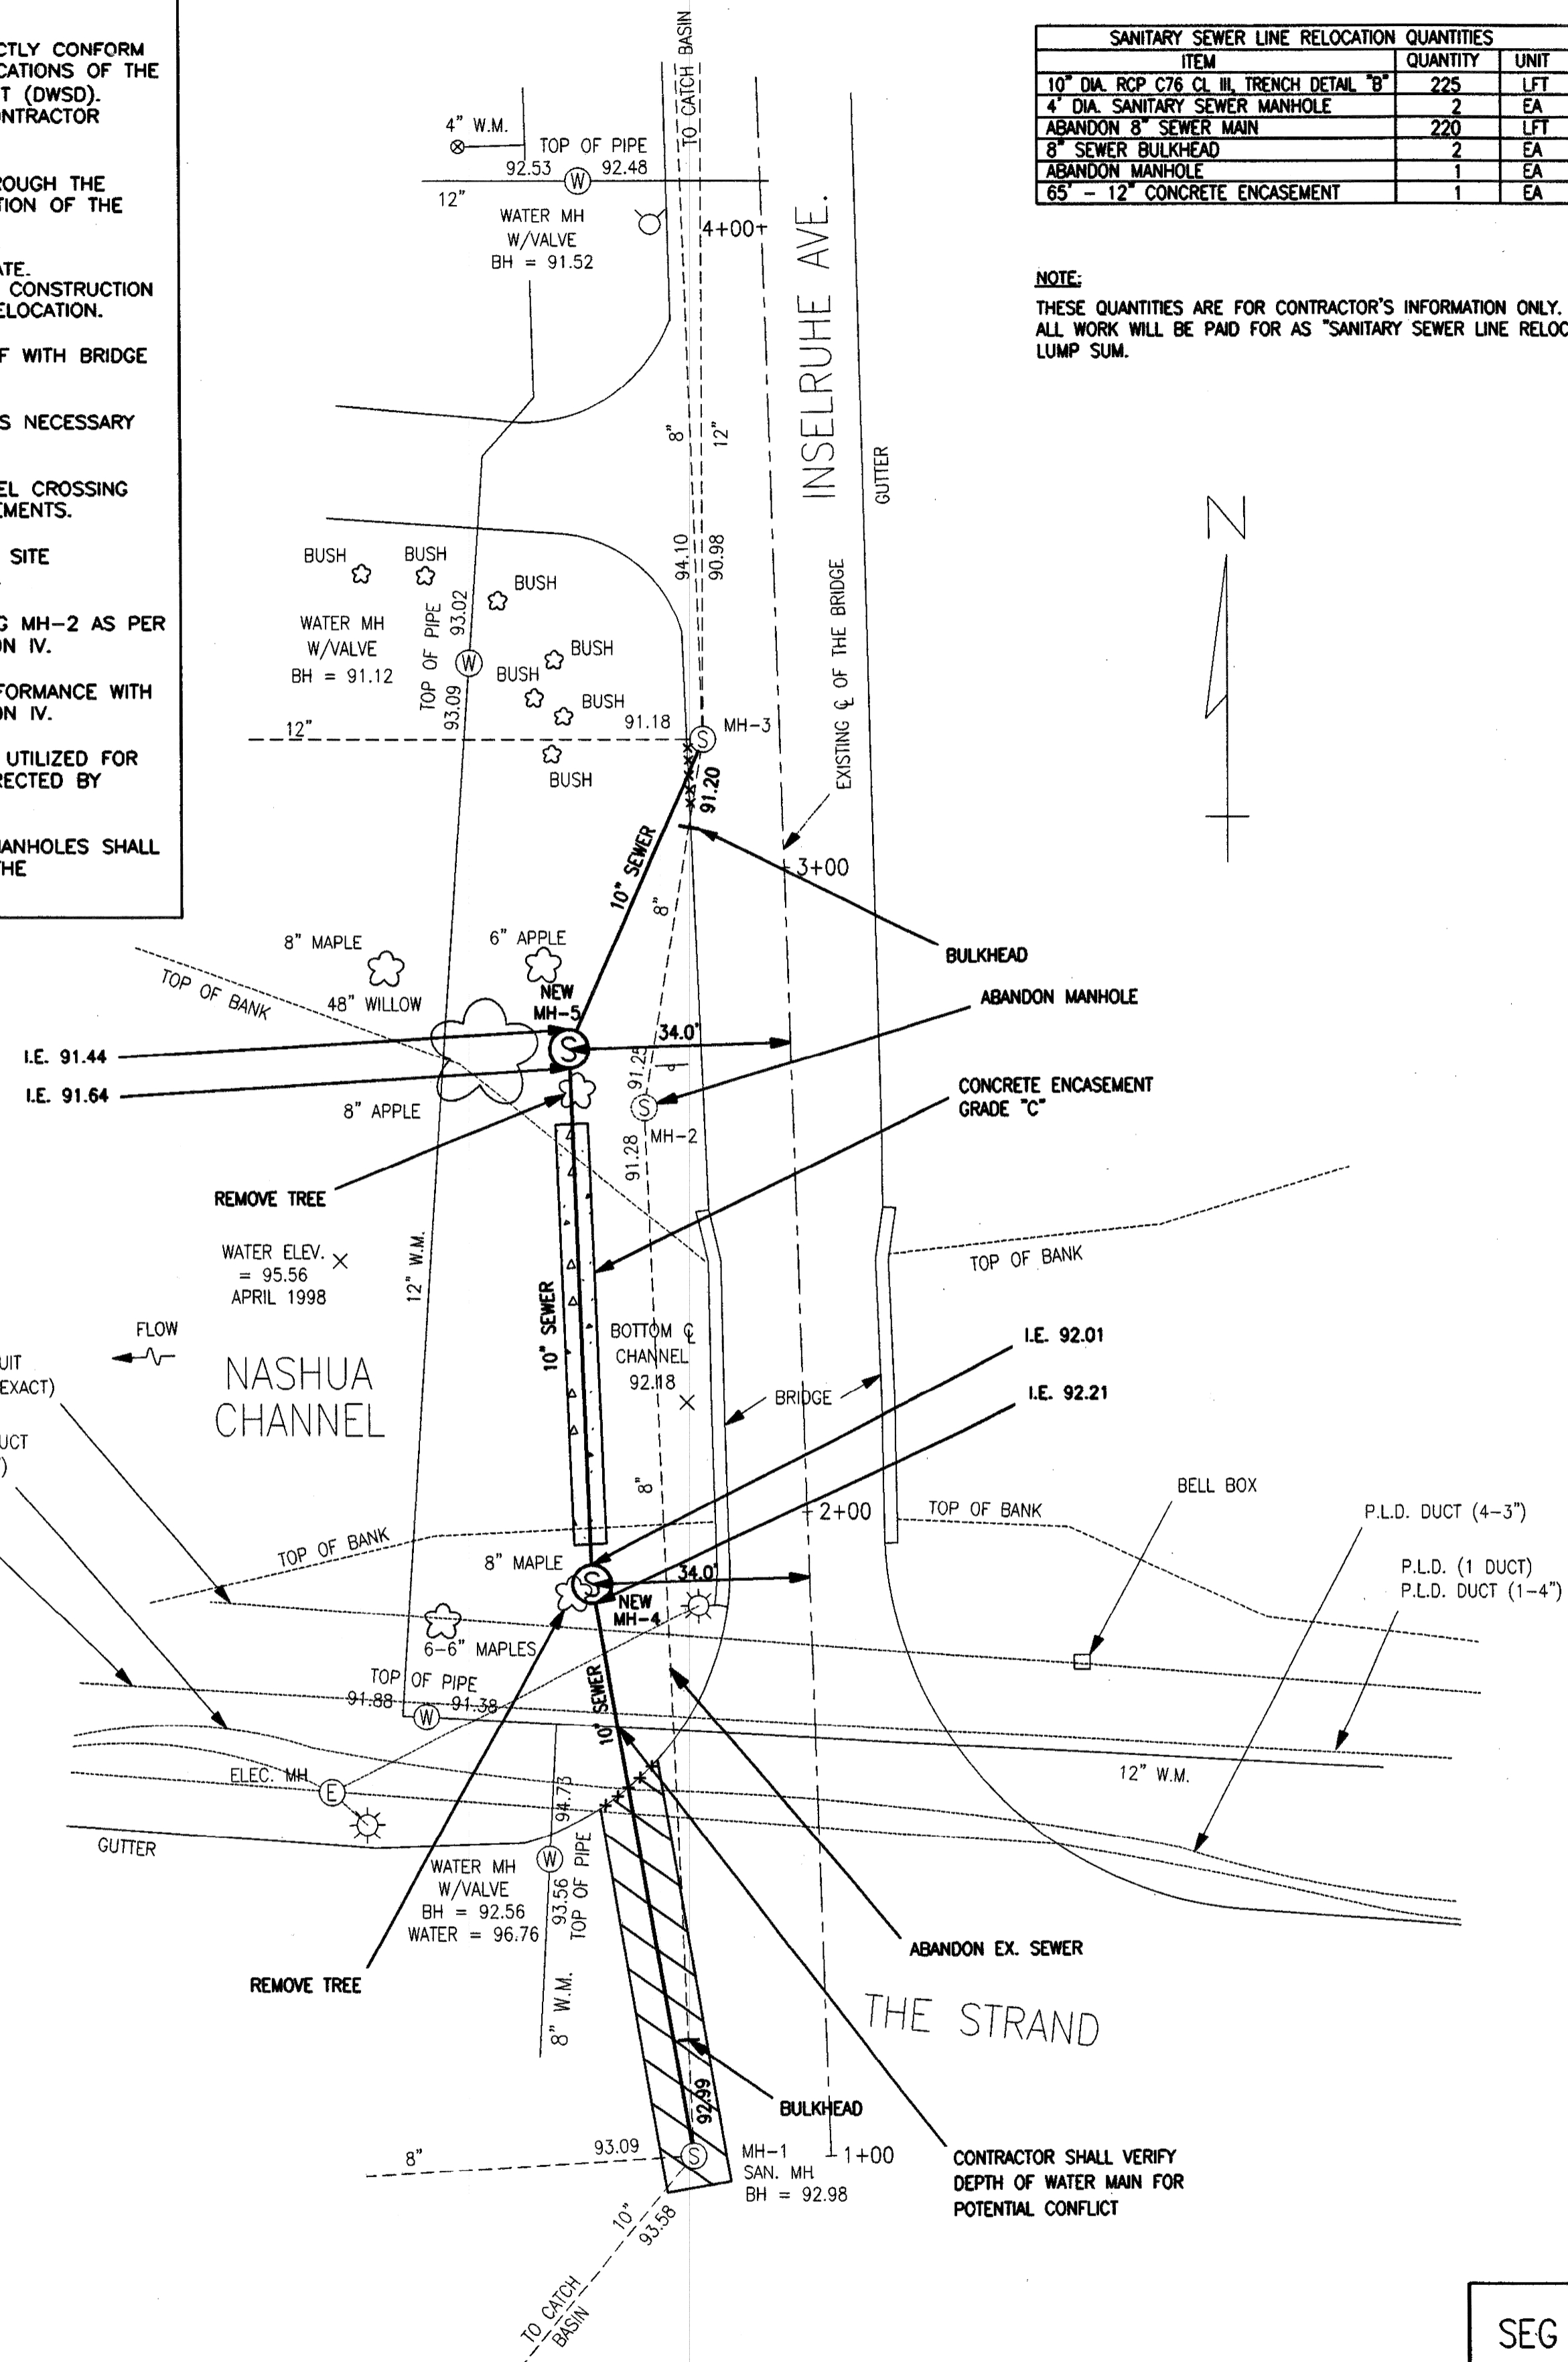 CTLY CONFORM
CATIONS OF THE
T (DWSD).
ONTRACTOR
ROUGH THE
TION OF THE
ATE.
CONSTRUCTION
ELOCATION.
F WITH BRIDGE
S NECESSARY
EL CROSSING
EMENTS.
SITE
G MH-2 AS PER
ON IV.
FORMANCE WITH
ON IV.
UTILIZED FOR
RECTED BY
MANHOLES SHALL
THE
SANITARY SEWER LINE RELOCATION QUANTITIES
ITEM QUANTITY UNIT
10" DIA. RCP C76 CL III, TRENCH DETAIL "B" 225 LFT
4' DIA. SANITARY SEWER MANHOLE 2 EA
ABANDON 8" SEWER MAIN 220 LFT
8" SEWER BULKHEAD 2 EA
ABANDON MANHOLE 1 EA
65' - 12" CONCRETE ENCASEMENT 1 EA
NOTE:
THESE QUANTITIES ARE FOR CONTRACTOR'S INFORMATION ONLY.
ALL WORK WILL BE PAID FOR AS "SANITARY SEWER LINE RELOC
LUMP SUM.
TO CATCH BASIN
4" W.M.
TOP OF PIPE
92.53 W 92.48
12"
WATER MH
W/VALVE
BH = 91.52
4+00
INSELRUHE AVE.
8"
12"
GUTTER
N
94.10
90.98
EXISTING ℄ OF THE BRIDGE
BUSH
BUSH
BUSH
WATER MH
W/VALVE
BH = 91.12
TOP OF PIPE
93.02
W
93.09
BUSH
BUSH
BUSH
BUSH
12"
91.18
S
MH-3
91.20
10" SEWER
8"
3+00
BULKHEAD
8" MAPLE
6" APPLE
TOP OF BANK
48" WILLOW
NEW
MH-5
ABANDON MANHOLE
I.E. 91.44
S
34.0'
I.E. 91.64
91.25
8" APPLE
S
MH-2
CONCRETE ENCASEMENT
GRADE "C"
91.28
REMOVE TREE
WATER ELEV.
= 95.56
APRIL 1998
12" W.M.
TOP OF BANK
10" SEWER
FLOW
BOTTOM ℄
CHANNEL
92.18
I.E. 92.01
UIT
EXACT)
NASHUA
CHANNEL
BRIDGE
I.E. 92.21
UCT
)
8"
BELL BOX
2+00
TOP OF BANK
P.L.D. DUCT (4-3")
TOP OF BANK
8" MAPLE
S
34.0'
P.L.D. (1 DUCT)
P.L.D. DUCT (1-4")
NEW
MH-4
6-6" MAPLES
TOP OF PIPE
91.88 W 91.38
10" SEWER
ELEC. MH
E
12" W.M.
GUTTER
94.73
W
93.56
TOP OF PIPE
WATER MH
W/VALVE
BH = 92.56
WATER = 96.76
8" W.M.
ABANDON EX. SEWER
REMOVE TREE
THE STRAND
92.99
BULKHEAD
8"
93.09
S
MH-1
SAN. MH
BH = 92.98
1+00
CONTRACTOR SHALL VERIFY
DEPTH OF WATER MAIN FOR
POTENTIAL CONFLICT
10"
93.58
TO CATCH
BASIN
SEG